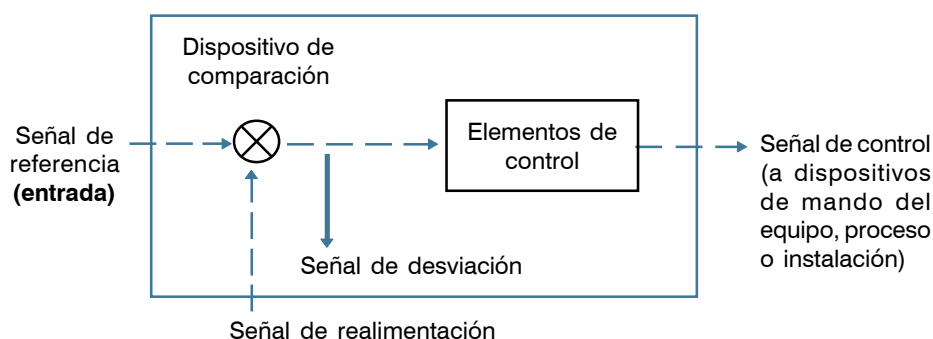 Dispositivo de
comparación
Señal de
referencia
(entrada)
Elementos de
control
Señal de control
(a dispositivos
de mando del
equipo, proceso
o instalación)
Señal de desviación
Señal de realimentación